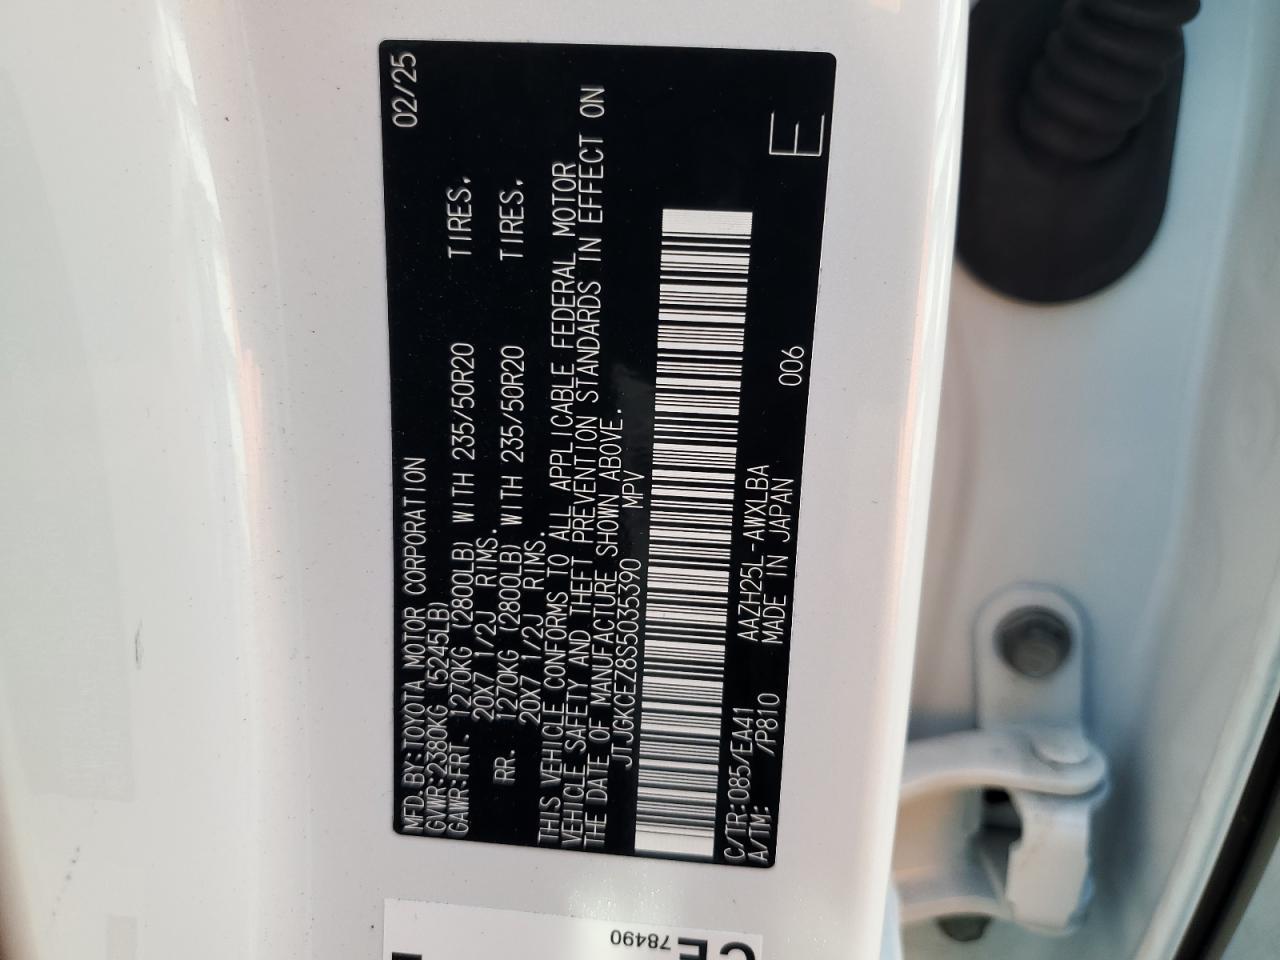 MFD.BY:TOYOTA MOTOR CORPORATION 02/25
GVWR:2380KG (5245LB)
GAWR:FRT. 1270KG (2800LB) WITH 235/50R20 TIRES.
20X7 1/2J RIMS.
RR. 1270KG (2800LB) WITH 235/50R20 TIRES.
20X7 1/2J RIMS.
THIS VEHICLE CONFORMS TO ALL APPLICABLE FEDERAL MOTOR
VEHICLE SAFETY AND THEFT PREVENTION STANDARDS IN EFFECT ON
THE DATE OF MANUFACTURE SHOWN ABOVE.
JTJGKCEZ8S5035390 MPV
C/TR:085/EA41 AAZH25L-AWXLBA 006 E
A/TM: /P810 MADE IN JAPAN
78490